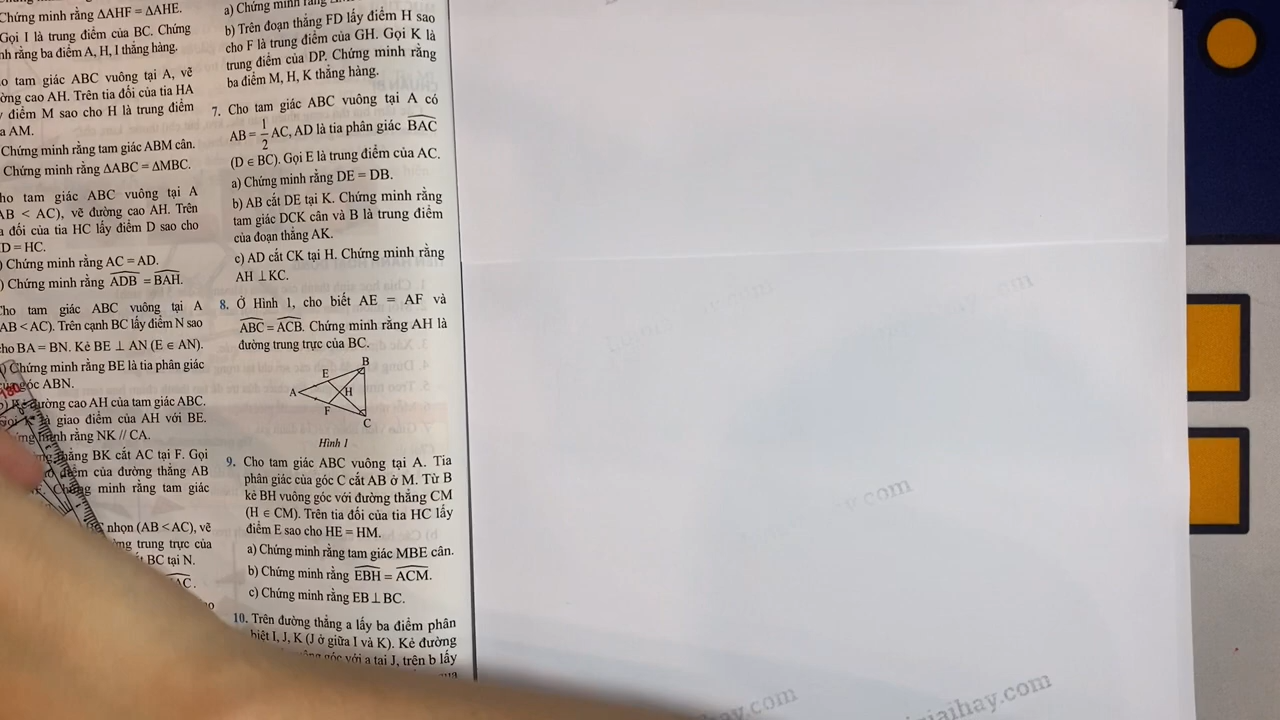 Chứng minh rằng ΔAHF = ΔAHE.
Gọi I là trung điểm của BC. Chứng
nh rằng ba điểm A, H, I thẳng hàng.
o tam giác ABC vuông tại A, vẽ
ờng cao AH. Trên tia đối của tia HA
điểm M sao cho H là trung điểm
a AM.
Chứng minh rằng tam giác ABM cân.
Chứng minh rằng ΔABC = ΔMBC.
ho tam giác ABC vuông tại A
AB < AC), vẽ đường cao AH. Trên
a đối của tia HC lấy điểm D sao cho
D = HC.
) Chứng minh rằng AC = AD.
) Chứng minh rằng ADB = BAH.
Cho tam giác ABC vuông tại A
AB < AC). Trên cạnh BC lấy điểm N sao
cho BA = BN. Kẻ BE ⊥ AN (E ∈ AN).
) Chứng minh rằng BE là tia phân giác
góc ABN.
đường cao AH của tam giác ABC.
giao điểm của AH với BE.
minh rằng NK // CA.
thẳng BK cắt AC tại F. Gọi
điểm của đường thẳng AB
minh rằng tam giác
nhọn (AB < AC), vẽ
trung trực của
BC tại N.
AC.
a) Chứng minh rằng
b) Trên đoạn thẳng FD lấy điểm H sao
cho F là trung điểm của GH. Gọi K là
trung điểm của DP. Chứng minh rằng
ba điểm M, H, K thẳng hàng.
7. Cho tam giác ABC vuông tại A có
AB = 1/2 AC, AD là tia phân giác BAC
(D ∈ BC). Gọi E là trung điểm của AC.
a) Chứng minh rằng DE = DB.
b) AB cắt DE tại K. Chứng minh rằng
tam giác DCK cân và B là trung điểm
của đoạn thẳng AK.
c) AD cắt CK tại H. Chứng minh rằng
AH ⊥ KC.
8. Ở Hình 1, cho biết AE = AF và
ABC = ACB. Chứng minh rằng AH là
đường trung trực của BC.
B
E
A
H
F
C
Hình 1
9. Cho tam giác ABC vuông tại A. Tia
phân giác của góc C cắt AB ở M. Từ B
kẻ BH vuông góc với đường thẳng CM
(H ∈ CM). Trên tia đối của tia HC lấy
điểm E sao cho HE = HM.
a) Chứng minh rằng tam giác MBE cân.
b) Chứng minh rằng EBH = ACM.
c) Chứng minh rằng EB ⊥ BC.
10. Trên đường thẳng a lấy ba điểm phân
biệt I, J, K (J ở giữa I và K). Kẻ đường
góc với a tại J, trên b lấy